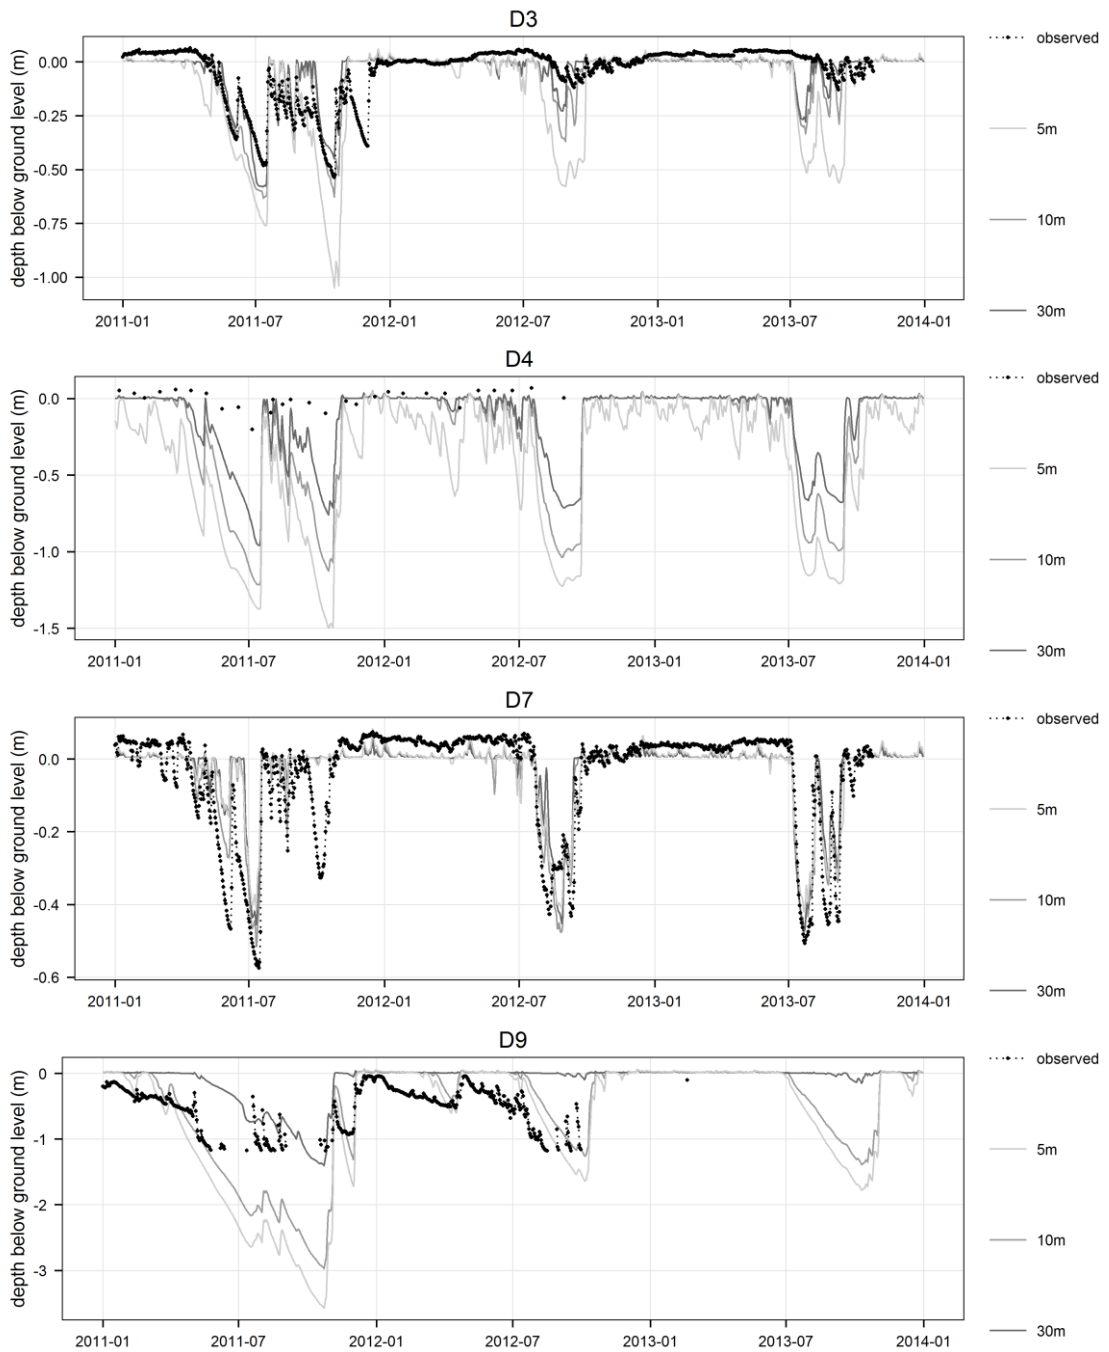 D3
depth below ground level (m)
0.00
-0.25
-0.50
-0.75
-1.00
2011-01 2011-07 2012-01 2012-07 2013-01 2013-07 2014-01
observed
5m
10m
30m
D4
depth below ground level (m)
0.0
-0.5
-1.0
-1.5
2011-01 2011-07 2012-01 2012-07 2013-01 2013-07 2014-01
observed
5m
10m
30m
D7
depth below ground level (m)
0.0
-0.2
-0.4
-0.6
2011-01 2011-07 2012-01 2012-07 2013-01 2013-07 2014-01
observed
5m
10m
30m
D9
depth below ground level (m)
0
-1
-2
-3
2011-01 2011-07 2012-01 2012-07 2013-01 2013-07 2014-01
observed
5m
10m
30m